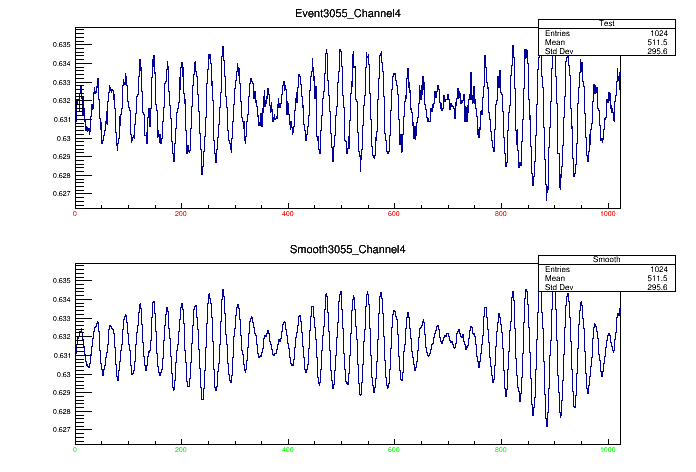 Event3055_Channel4
Test
Entries 1024
Mean 511.5
Std Dev 295.6
0.635
0.634
0.633
0.632
0.631
0.63
0.629
0.628
0.627
0 200 400 600 800 1000
Smooth3055_Channel4
Smooth
Entries 1024
Mean 511.5
Std Dev 295.6
0.635
0.634
0.633
0.632
0.631
0.63
0.629
0.628
0.627
0 200 400 600 800 1000